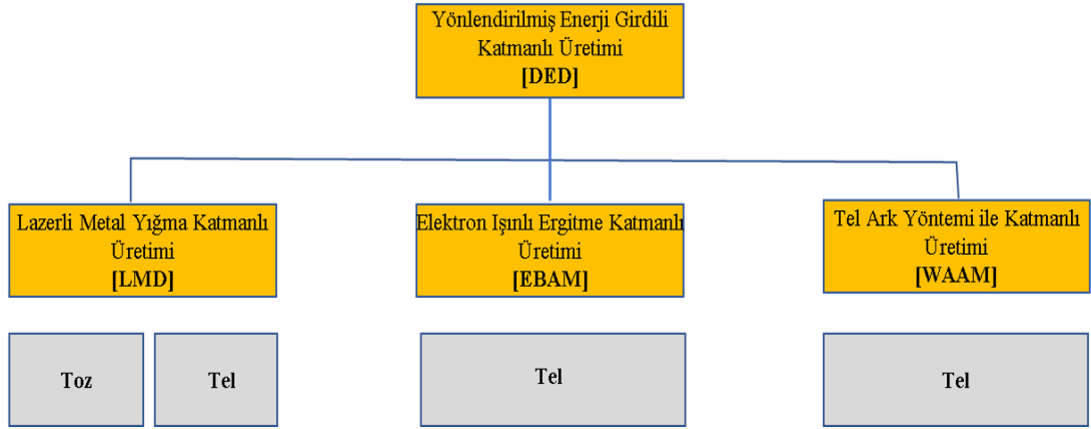 Yönlendirilmiş Enerji Girdili
Katmanlı Üretimi
[DED]
Lazerli Metal Yığma Katmanlı
Üretimi
[LMD]
Elektron Işınlı Ergitme Katmanlı
Üretimi
[EBAM]
Tel Ark Yöntemi ile Katmanlı
Üretimi
[WAAM]
Toz
Tel
Tel
Tel